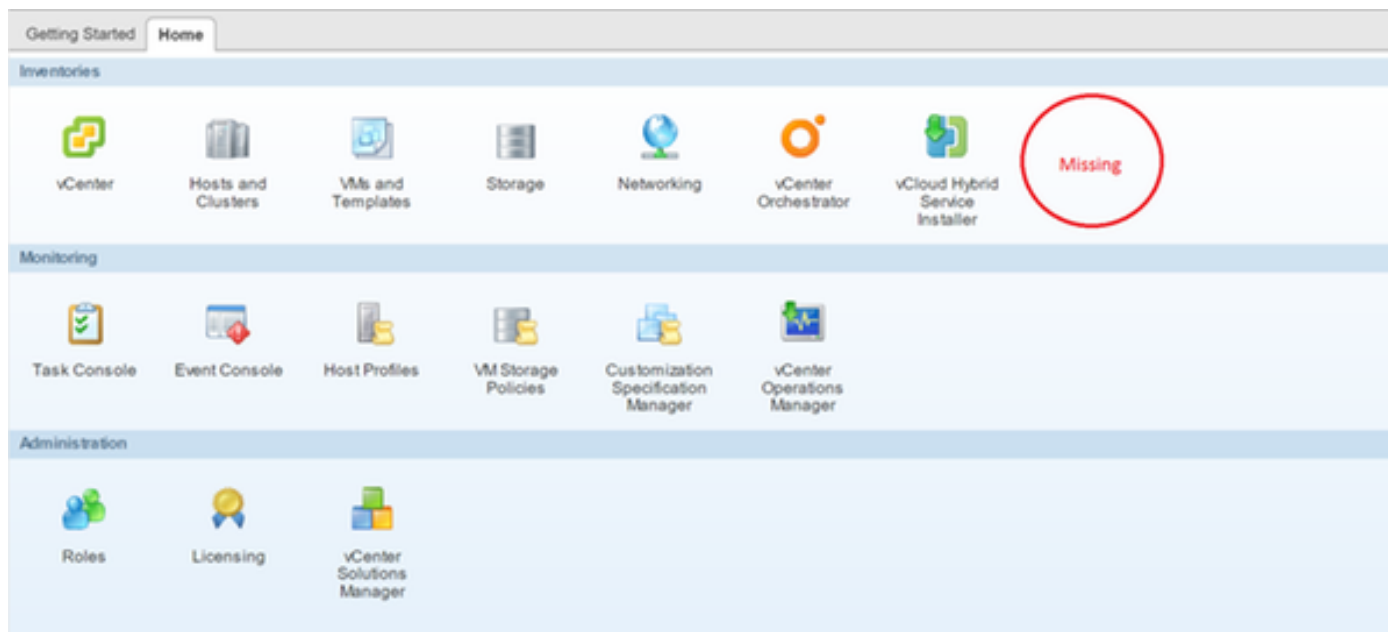 Getting Started Home
Inventories
Missing
vCenter
Hosts and
Clusters
VMs and
Templates
Storage
Networking
vCenter
Orchestrator
vCloud Hybrid
Service
Installer
Monitoring
Task Console
Event Console
Host Profiles
VM Storage
Policies
Customization
Specification
Manager
vCenter
Operations
Manager
Administration
Roles
Licensing
vCenter
Solutions
Manager